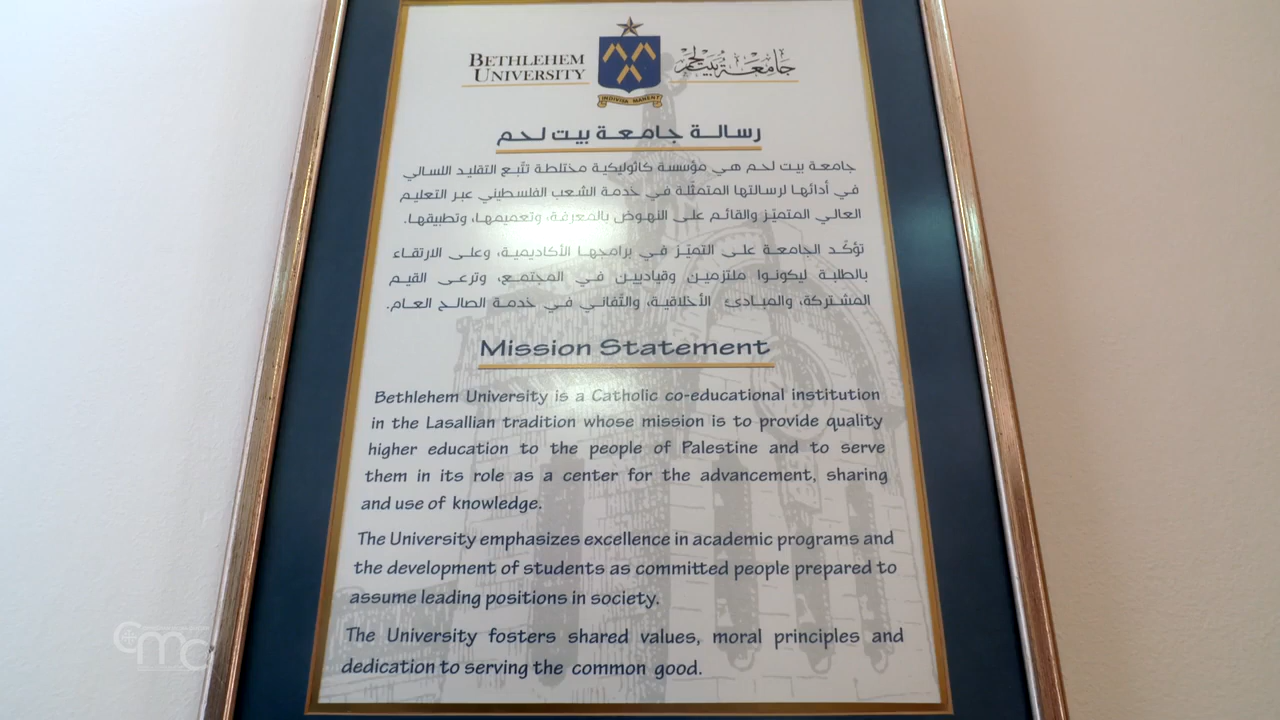 BETHLEHEM
UNIVERSITY
جامعة بيت لحم
INDIVISA MANENT
رسالة جامعة بيت لحم
جامعة بيت لحم هي مؤسسة كاثوليكية مختلطة تتّبع التقليد اللسالي
في أدائها لرسالتها المتمثّلة في خدمة الشعب الفلسطيني عبر التعليم
العالي المتميّز والقائم على النهوض بالمعرفة، وتعميمها، وتطبيقها.
تؤكّد الجامعة على التميّز في برامجها الأكاديمية، وعلى الارتقاء
بالطلبة ليكونوا ملتزمين وقياديين في المجتمع، وترعى القيم
المشتركة، والمبادئ الأخلاقية، والتّفاني في خدمة الصالح العام.
Mission Statement
Bethlehem University is a Catholic co-educational institution
in the Lasallian tradition whose mission is to provide quality
higher education to the people of Palestine and to serve
them in its role as a center for the advancement, sharing
and use of knowledge.
The University emphasizes excellence in academic programs and
the development of students as committed people prepared to
assume leading positions in society.
The University fosters shared values, moral principles and
dedication to serving the common good.
CMC